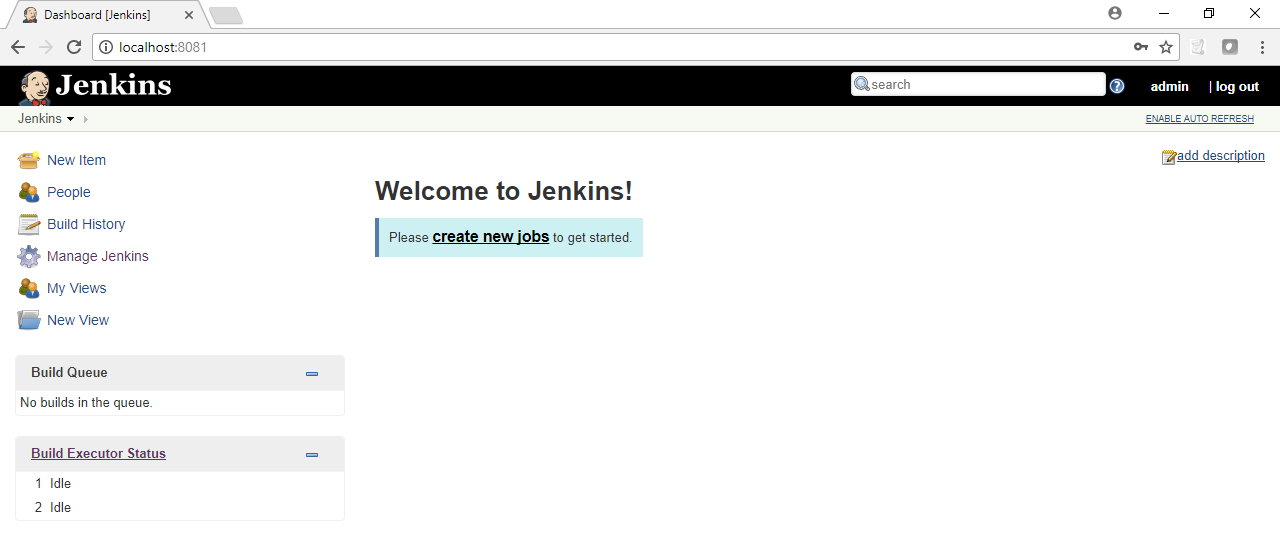 Dashboard [Jenkins]
localhost:8081
Jenkins
search
admin
| log out
Jenkins
ENABLE AUTO REFRESH
New Item
People
Build History
Manage Jenkins
My Views
New View
add description
Welcome to Jenkins!
Please create new jobs to get started.
Build Queue
No builds in the queue.
Build Executor Status
1 Idle
2 Idle